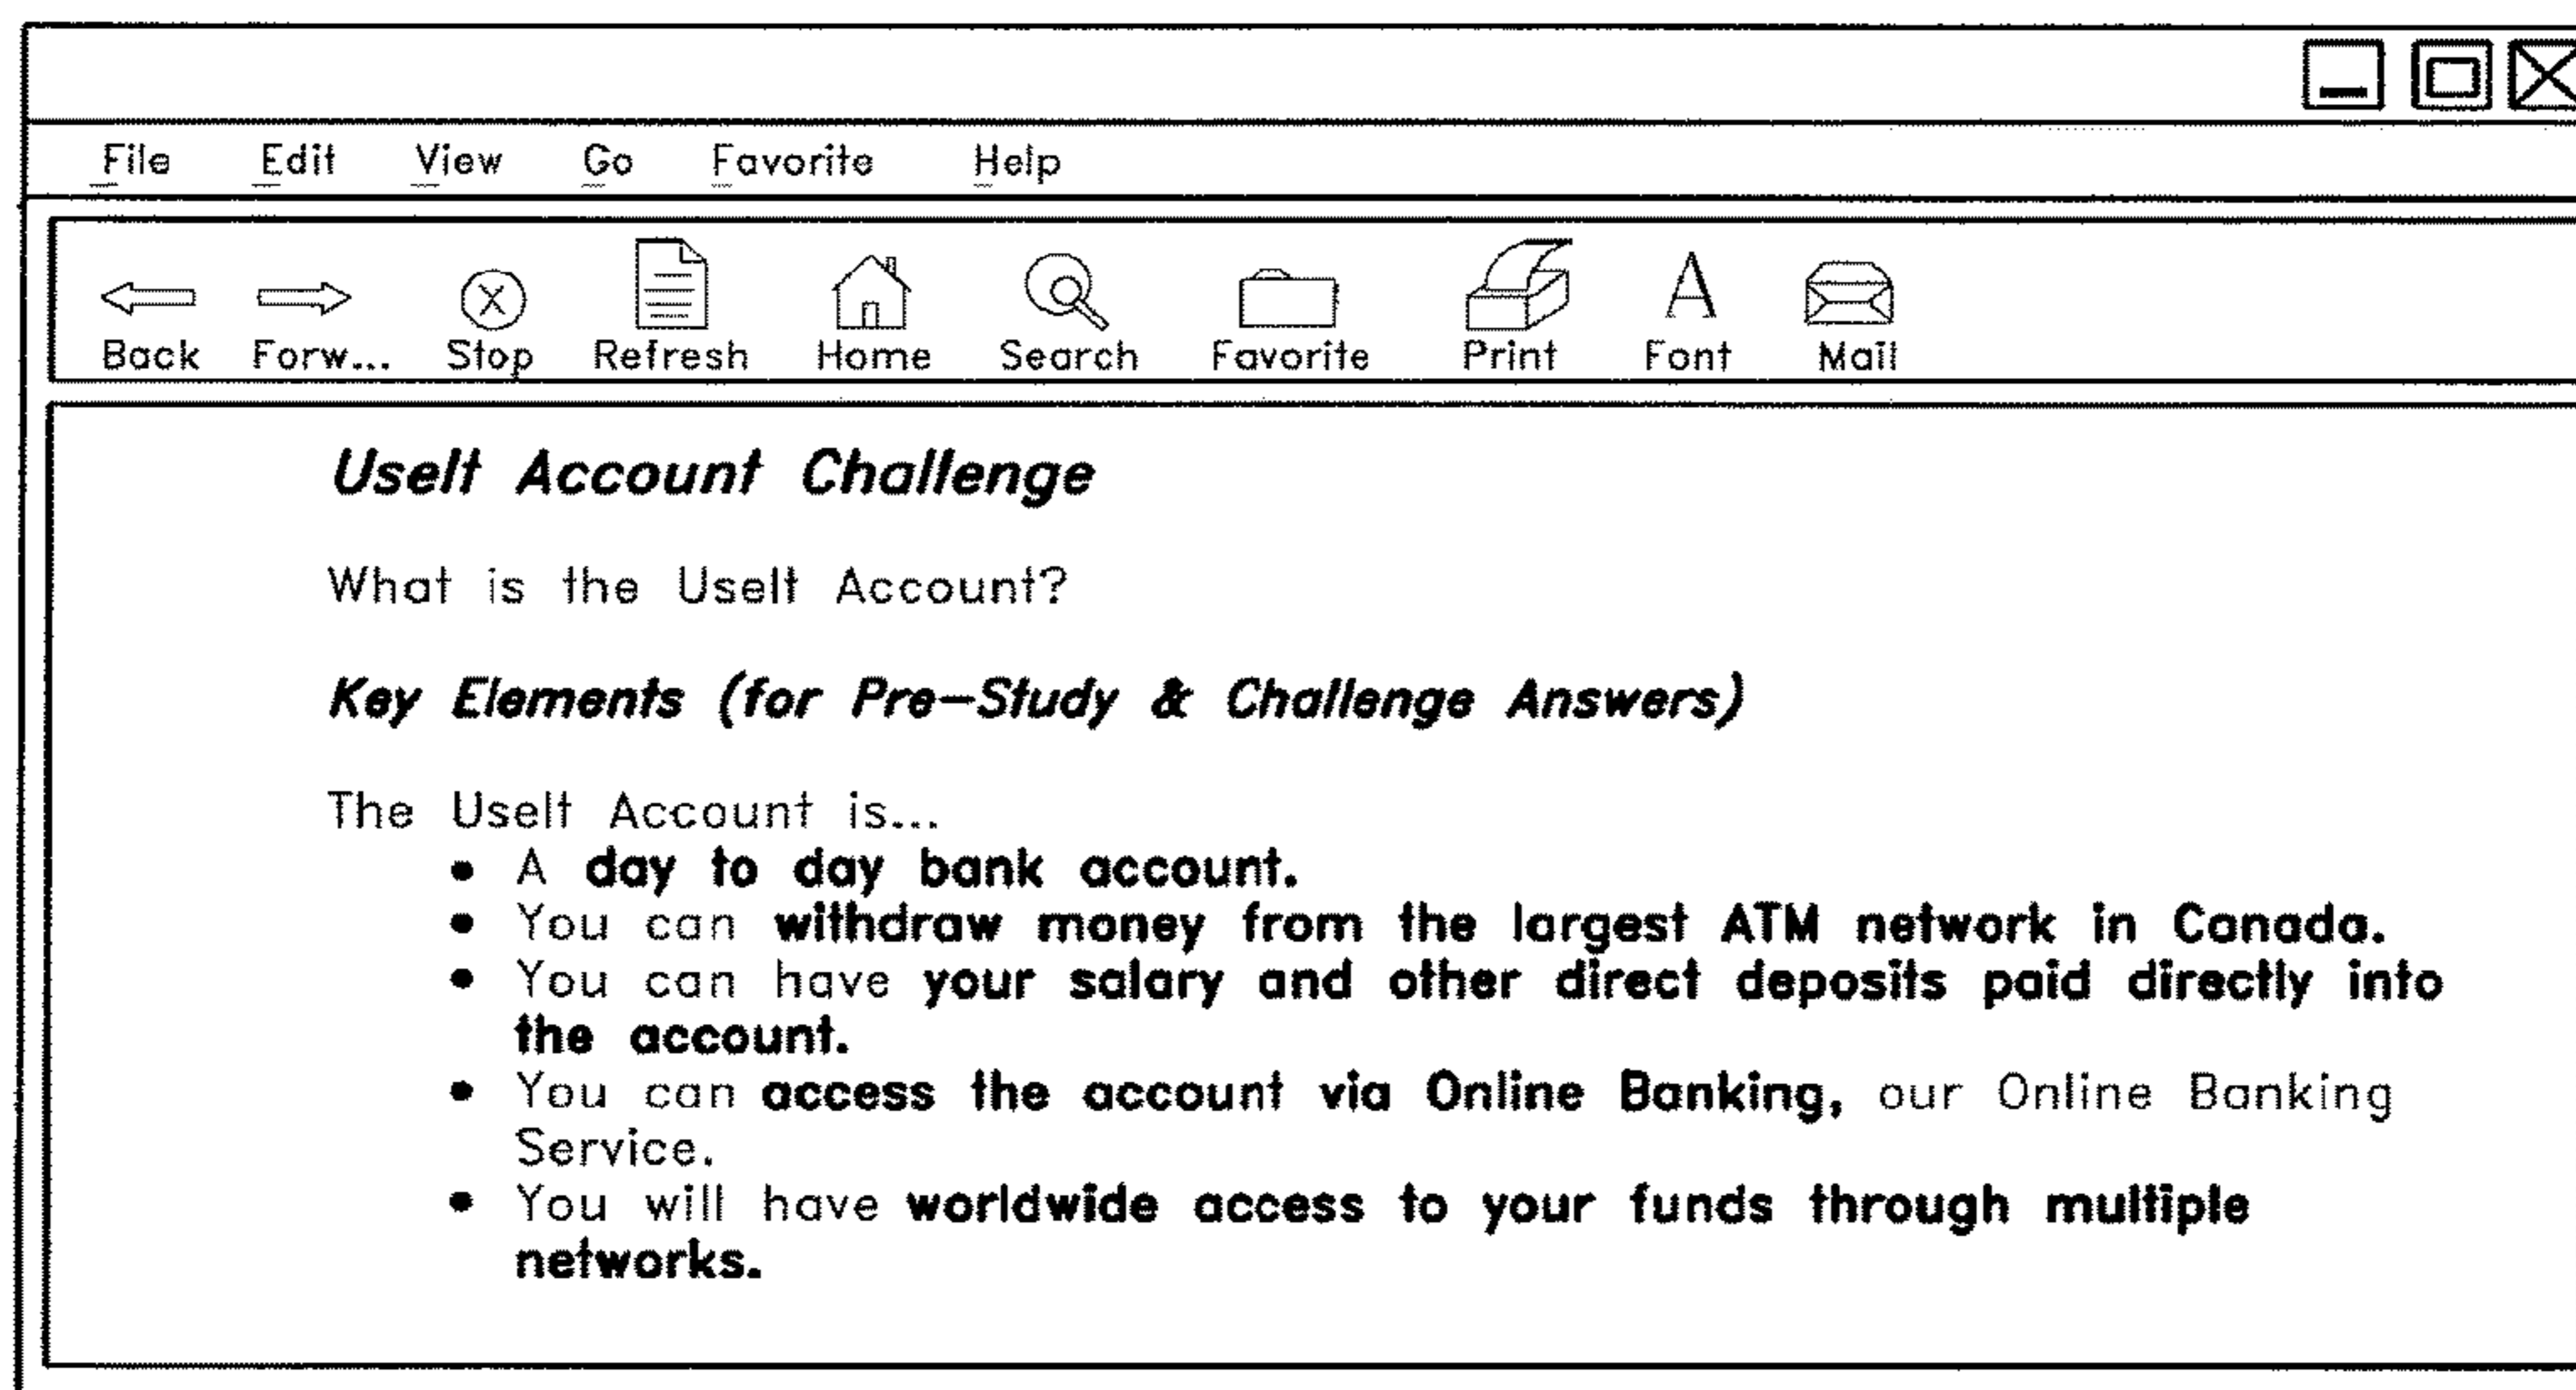 File Edit View Go Favorite Help
Back Forw... Stop Refresh Home Search Favorite Print Font Mail
UseIt Account Challenge
What is the UseIt Account?
Key Elements (for Pre-Study & Challenge Answers)
The UseIt Account is...
• A day to day bank account.
• You can withdraw money from the largest ATM network in Canada.
• You can have your salary and other direct deposits paid directly into
the account.
• You can access the account via Online Banking, our Online Banking
Service.
• You will have worldwide access to your funds through multiple
networks.